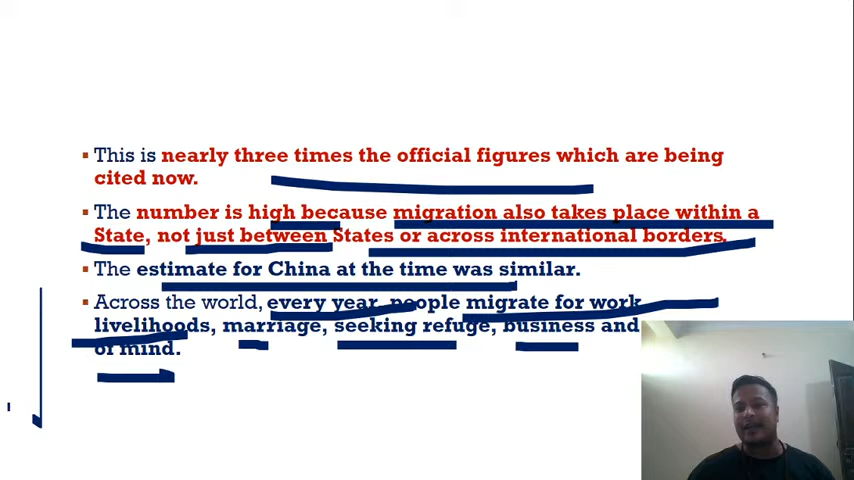 ▪ This is nearly three times the official figures which are being
cited now.
▪ The number is high because migration also takes place within a
State, not just between States or across international borders.
▪ The estimate for China at the time was similar.
▪ Across the world, every year, people migrate for work,
livelihoods, marriage, seeking refuge, business and
of mind.